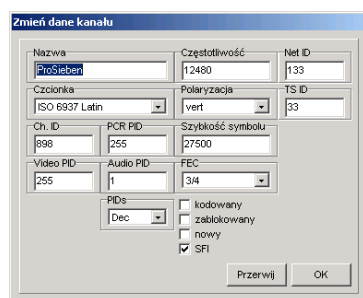 Zmień dane kanału
Nazwa Częstotliwość Net ID
ProSieben 12480 133
Czcionka Polaryzacja TS ID
ISO 6937 Latin vert 33
Ch. ID PCR PID Szybkość symbolu
898 255 27500
Video PID Audio PID FEC
255 1 3/4
PIDs
Dec
kodowany
zablokowany
nowy
SFI
Przerwij OK